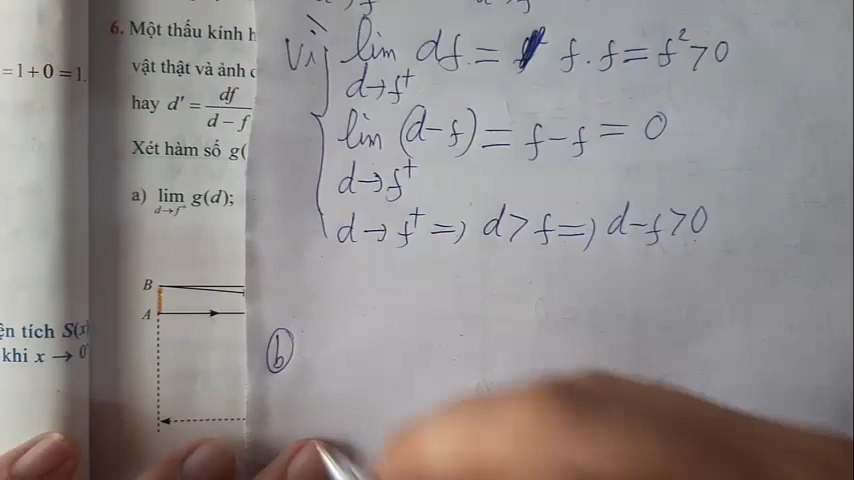 = 1 + 0 = 1.
ện tích S(x)
khi x → 0
6. Một thấu kính h
vật thật và ảnh
hay d' = df / (d – f)
Xét hàm số g(
a) lim g(d);
d→f⁺
B
A
Vì lim df = f . f = f² > 0
d→f⁺
lim (d-f) = f-f = 0
d→f⁺
d→f⁺ => d>f => d-f>0
b